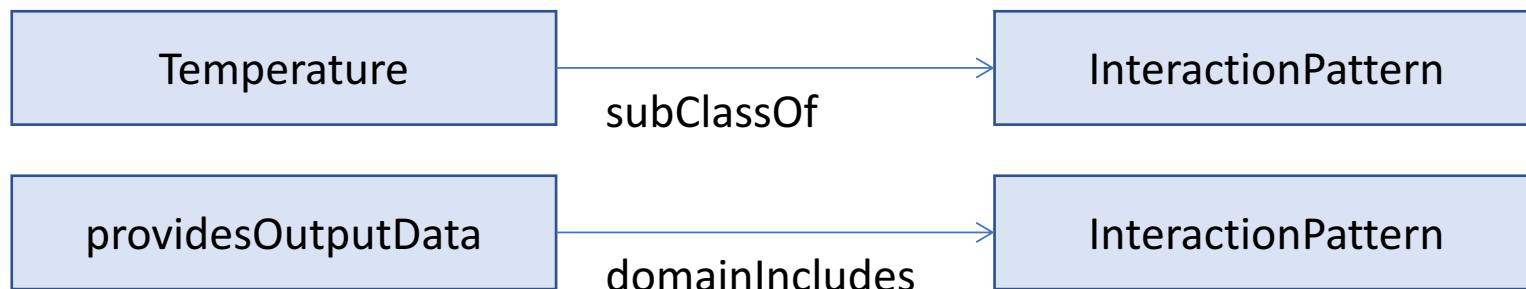 Temperature
InteractionPattern
subClassOf
providesOutputData
InteractionPattern
domainIncludes